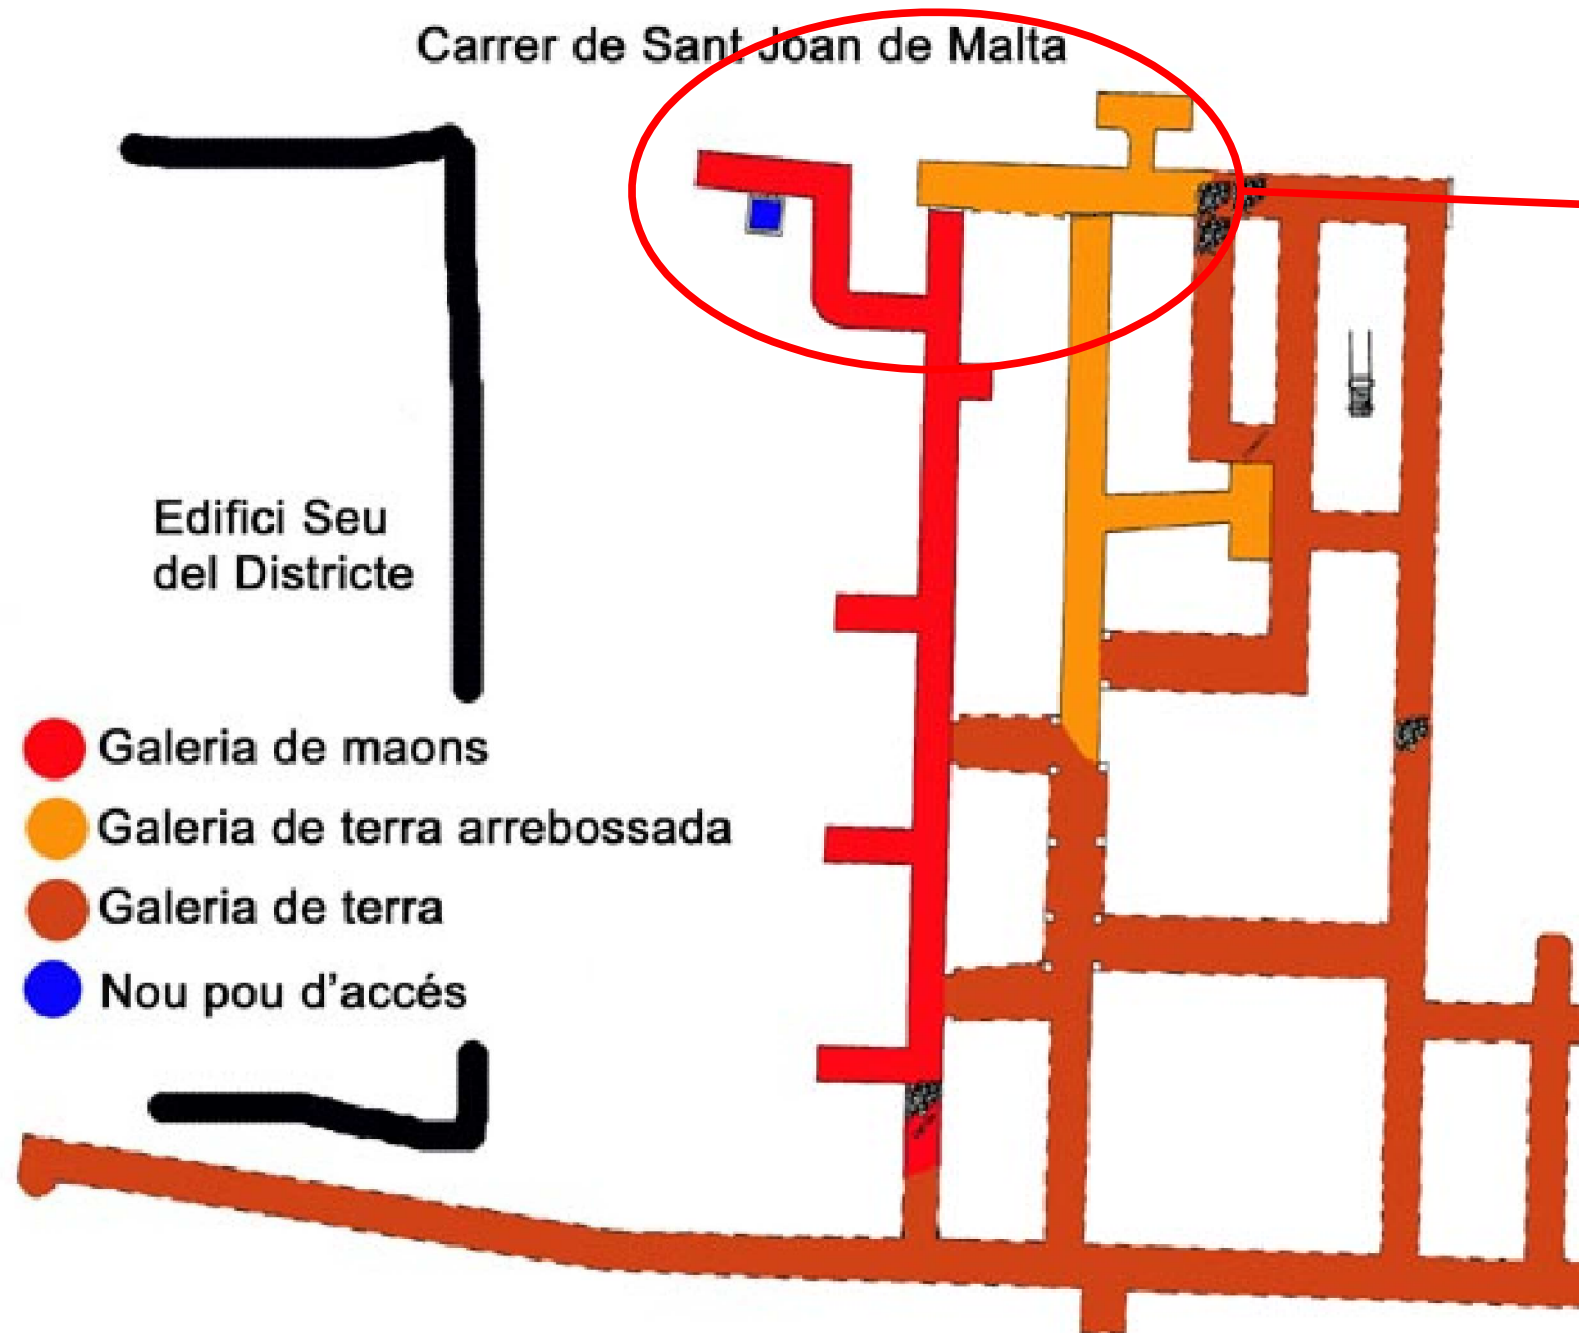 Carrer de Sant Joan de Malta
Edifici Seu
del Districte
Galeria de maons
Galeria de terra arrebossada
Galeria de terra
Nou pou d'accés